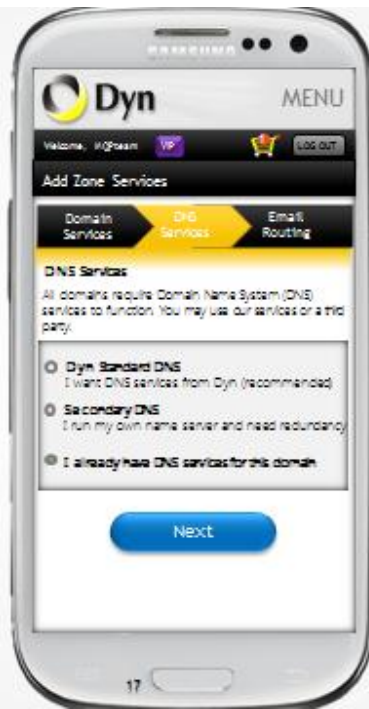 SAMSUNG
Dyn MENU
Welcome, VIP LOG OUT
Add Zone Services
Domain Services
DNS Services
Email Routing
DNS Services
All domains require Domain Name System (DNS)
services to function. You may use our services or a third
party.
Dyn Standard DNS
I want DNS services from Dyn (recommended)
Secondary DNS
I run my own name server and need redundancy
I already have DNS services for this domain
Next
17